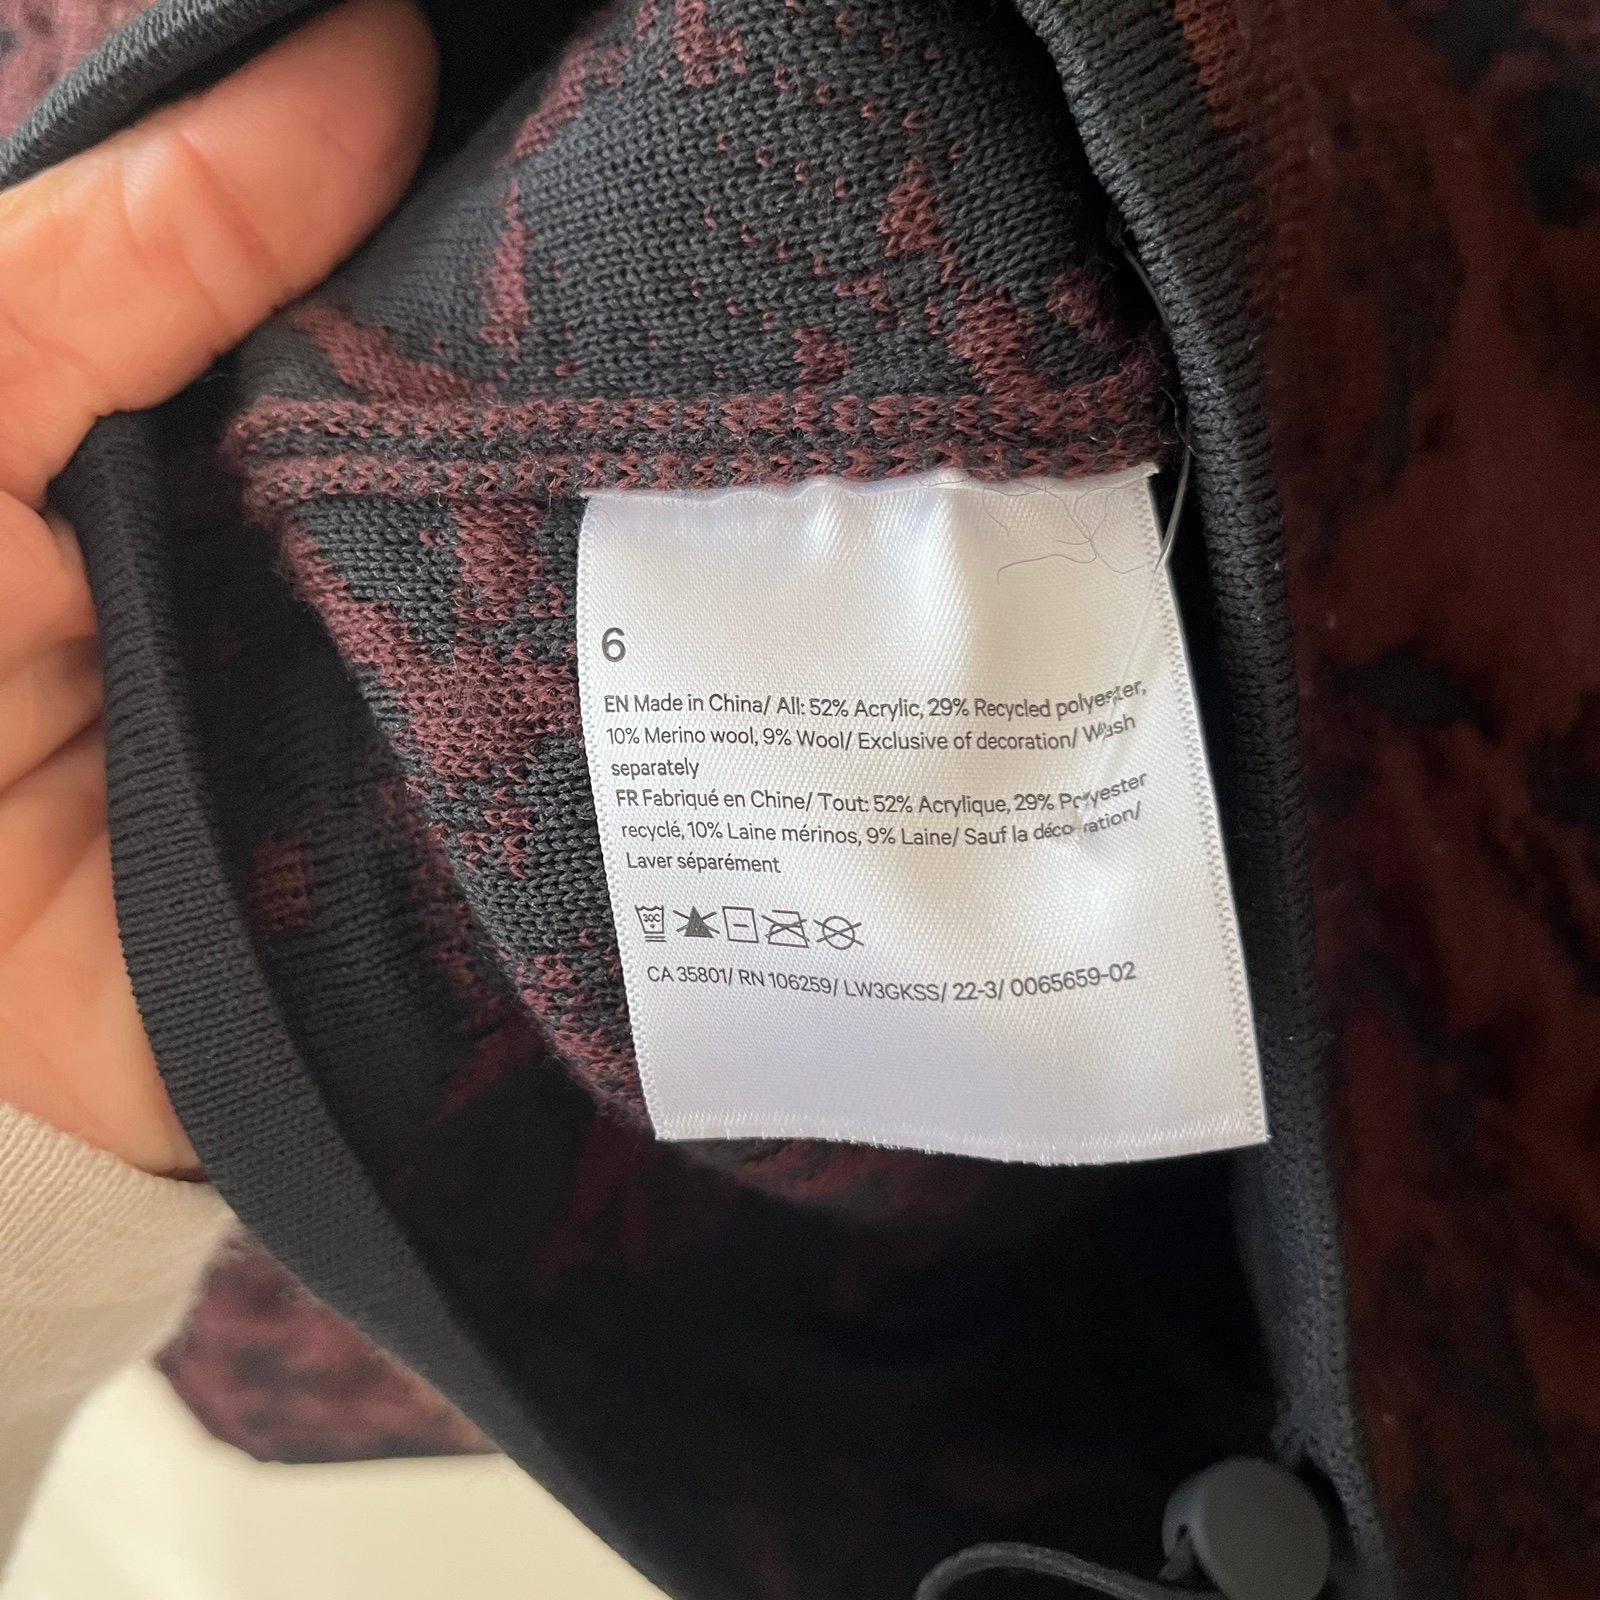 6
EN Made in China/ All: 52% Acrylic, 29% Recycled polyester,
10% Merino wool, 9% Wool/ Exclusive of decoration/ Wash
separately
FR Fabriqué en Chine/ Tout: 52% Acrylique, 29% Polyester
recyclé, 10% Laine mérinos, 9% Laine/ Sauf la décoration/
Laver séparément
30C
CA 35801/ RN 106259/ LW3GKSS/ 22-3/ 0065659-02